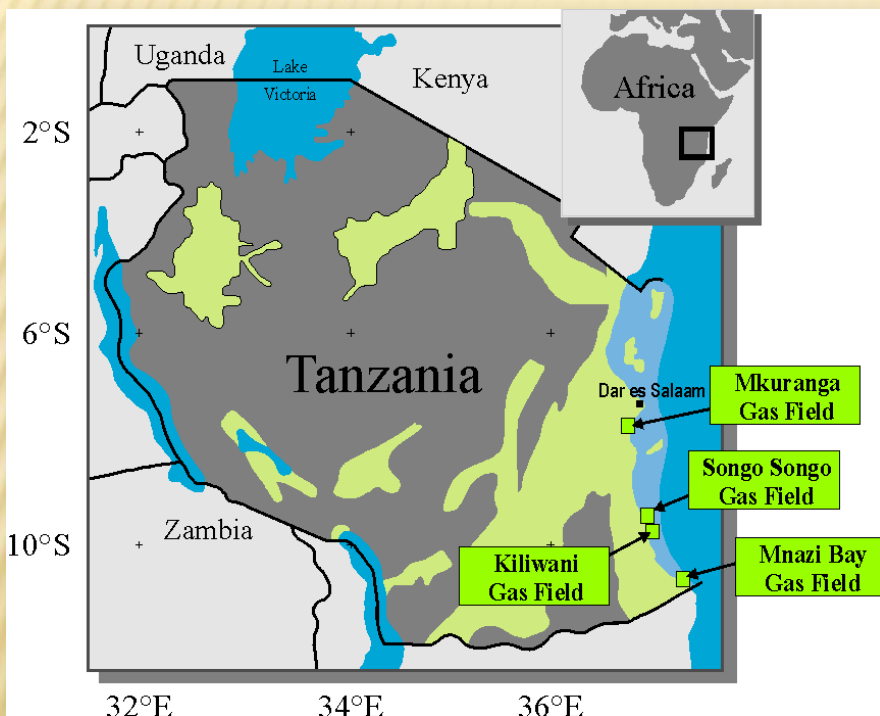 Uganda
Lake
Victoria
Kenya
Africa
2°S
6°S
Tanzania
Dar es Salaam
Mkuranga
Gas Field
Songo Songo
Gas Field
10°S
Zambia
Kiliwani
Gas Field
Mnazi Bay
Gas Field
32°E
34°E
36°E